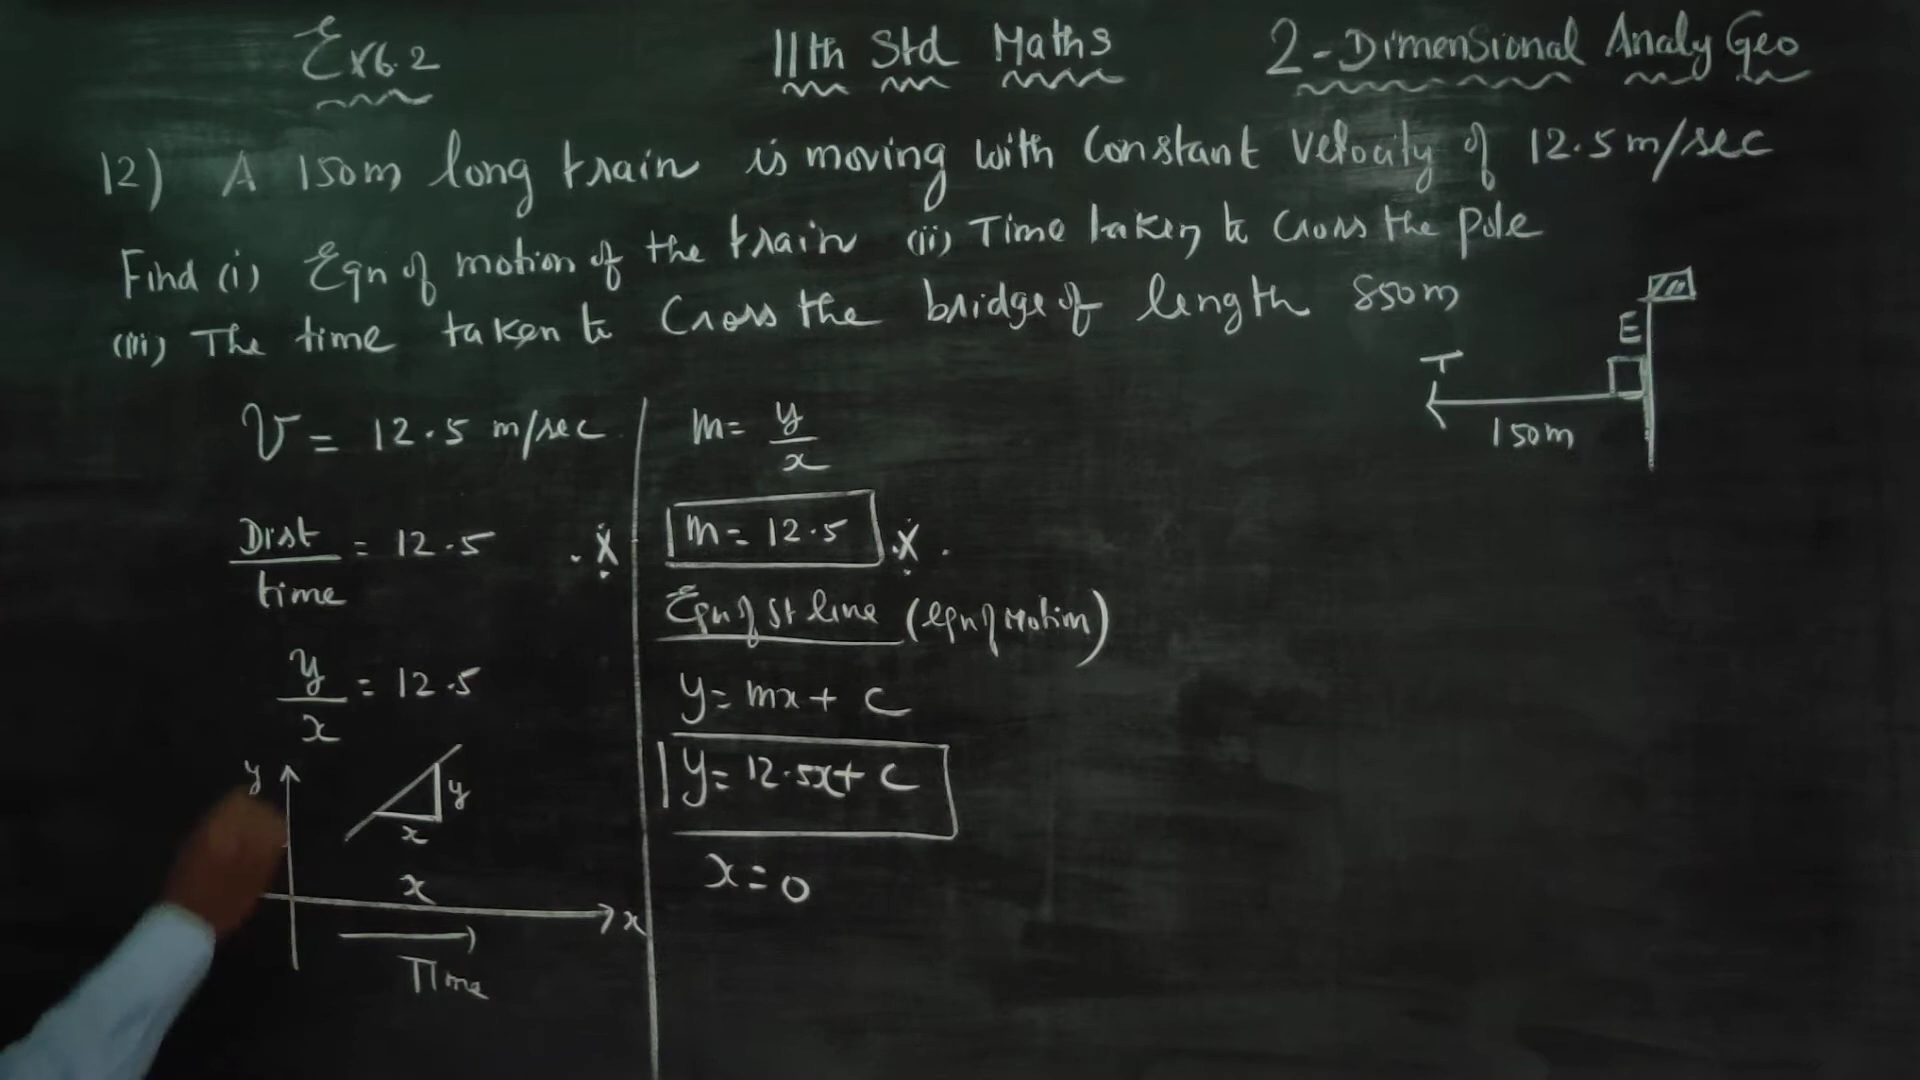 Ex6.2
11th Std Maths
2-Dimensional Analy Geo
12) A 150m long train is moving with Constant Velocity of 12.5m/sec
Find (i) Eqn of motion of the train (ii) Time taken to Cross the pole
(iii) The time taken to Cross the bridge of length 850m
E
T
150m
V = 12.5 m/sec
Dist/time = 12.5
y/x = 12.5
y
y
x
x
x
Time
m = y/x
m = 12.5
Eqn of St line (eqn of Motion)
y = mx + c
y = 12.5x + c
x = 0